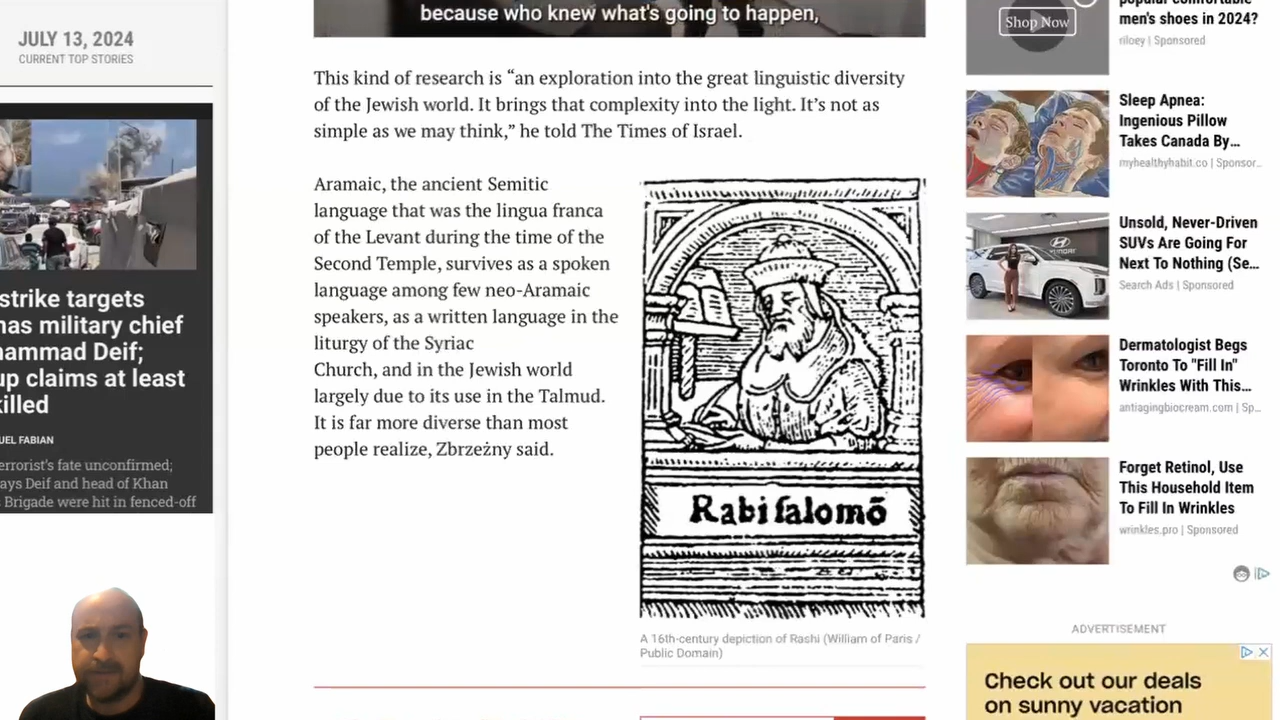 because who knew what's going to happen,
JULY 13, 2024
CURRENT TOP STORIES
strike targets
nas military chief
ammad Deif;
up claims at least
killed
UEL FABIAN
errorist's fate unconfirmed;
ays Deif and head of Khan
s Brigade were hit in fenced-off
This kind of research is “an exploration into the great linguistic diversity
of the Jewish world. It brings that complexity into the light. It’s not as
simple as we may think,” he told The Times of Israel.
Aramaic, the ancient Semitic
language that was the lingua franca
of the Levant during the time of the
Second Temple, survives as a spoken
language among few neo-Aramaic
speakers, as a written language in the
liturgy of the Syriac
Church, and in the Jewish world
largely due to its use in the Talmud.
It is far more diverse than most
people realize, Zbrzeżny said.
Rabi ſalomõ
A 16th-century depiction of Rashi (William of Paris /
Public Domain)
Shop Now
popular comfortable
men's shoes in 2024?
riloey | Sponsored
Sleep Apnea:
Ingenious Pillow
Takes Canada By...
myhealthyhabit.co | Sponsor...
HYUNDAI
Unsold, Never-Driven
SUVs Are Going For
Next To Nothing (Se...
Search Ads | Sponsored
Dermatologist Begs
Toronto To "Fill In"
Wrinkles With This...
antiagingbiocream.com | Sp...
Forget Retinol, Use
This Household Item
To Fill In Wrinkles
wrinkles.pro | Sponsored
ADVERTISEMENT
Check out our deals
on sunny vacation